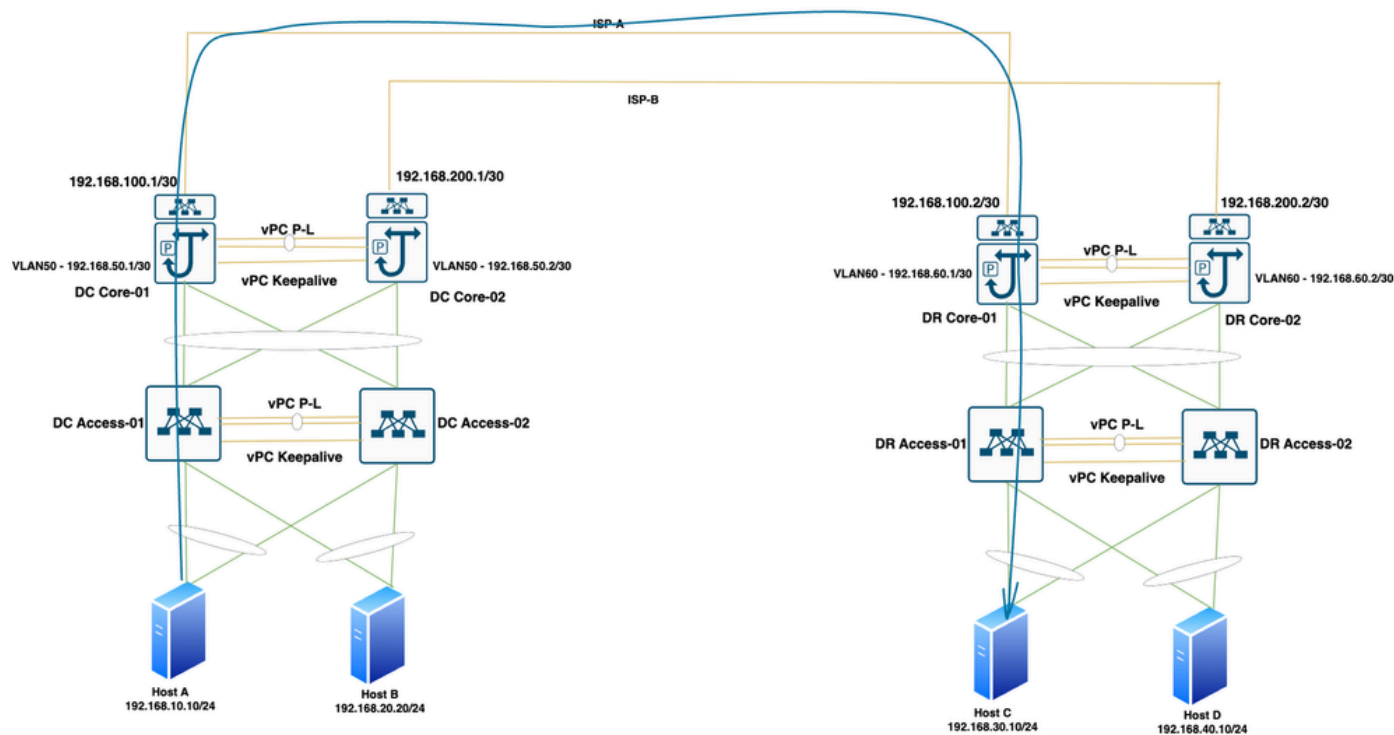 ISP-A
ISP-B
192.168.100.1/30
192.168.200.1/30
192.168.100.2/30
192.168.200.2/30
P
vPC P-L
P
VLAN50 - 192.168.50.1/30
VLAN50 - 192.168.50.2/30
vPC Keepalive
DC Core-01
DC Core-02
P
vPC P-L
P
VLAN60 - 192.168.60.1/30
VLAN60 - 192.168.60.2/30
vPC Keepalive
DR Core-01
DR Core-02
vPC P-L
DC Access-01
DC Access-02
vPC Keepalive
vPC P-L
DR Access-01
DR Access-02
vPC Keepalive
Host A
192.168.10.10/24
Host B
192.168.20.20/24
Host C
192.168.30.10/24
Host D
192.168.40.10/24